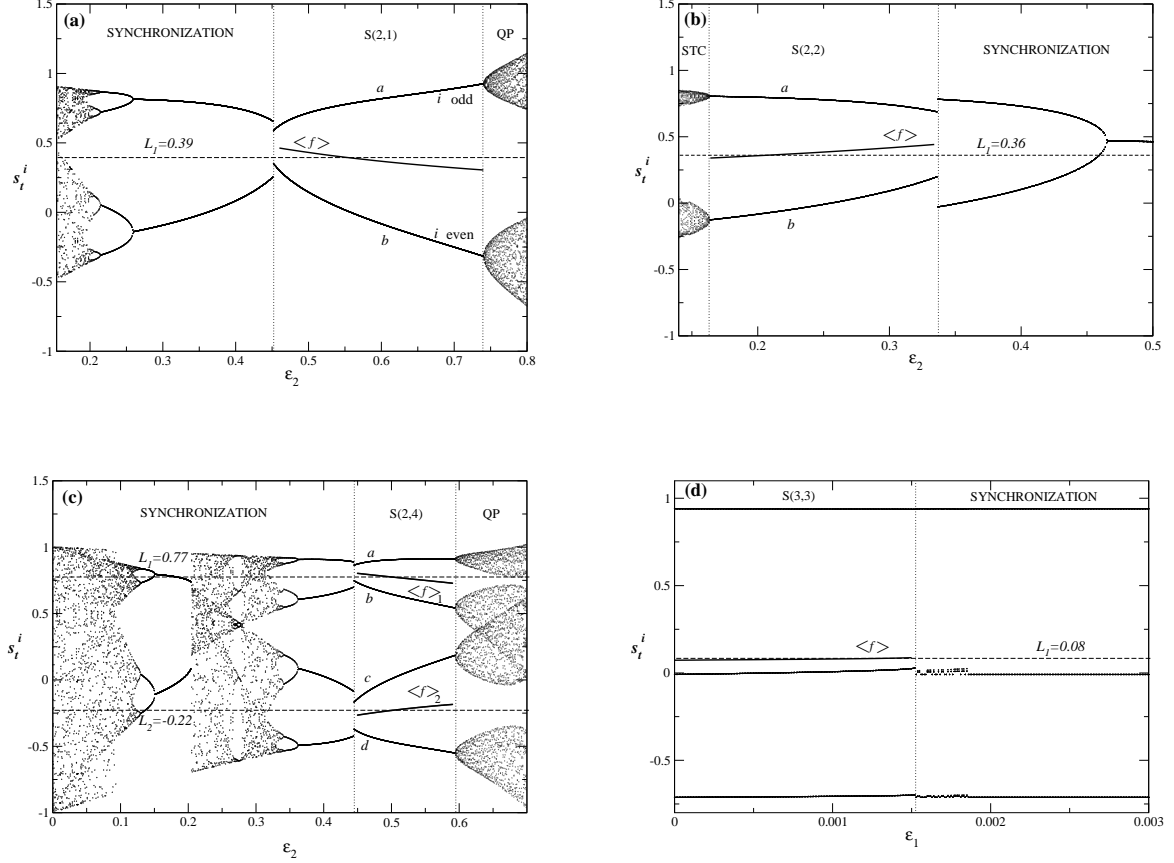 (a)
SYNCHRONIZATION S(2,1) QP
1.5
1
0.5
0
-0.5
-1
a
i odd
<f>
L1=0.39
i even
b
s_t^i
0.2 0.3 0.4 0.5 0.6 0.7 0.8
ε2
(b)
STC S(2,2) SYNCHRONIZATION
1.5
1
0.5
0
-0.5
-1
a
<f>
L1=0.36
b
s_t^i
0.2 0.3 0.4 0.5
ε2
(c)
SYNCHRONIZATION S(2,4) QP
1.5
1
0.5
0
-0.5
-1
L1=0.77
a
<f>1
b
c
<f>2
L2=-0.22
d
s_t^i
0 0.1 0.2 0.3 0.4 0.5 0.6
ε2
(d)
S(3,3) SYNCHRONIZATION
1
0.5
0
-0.5
<f>
L1=0.08
s_t^i
0 0.001 0.002 0.003
ε1